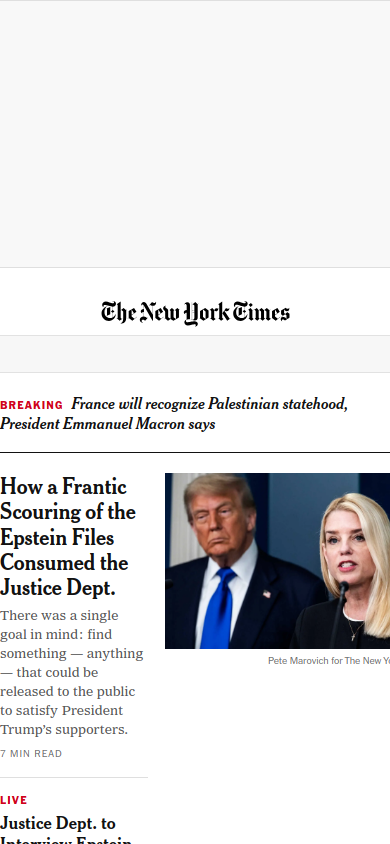 The New York Times
BREAKING France will recognize Palestinian statehood,
President Emmanuel Macron says
How a Frantic
Scouring of the
Epstein Files
Consumed the
Justice Dept.
There was a single
goal in mind: find
something — anything
— that could be
released to the public
to satisfy President
Trump's supporters.
7 MIN READ
Pete Marovich for The New Yo
LIVE
Justice Dept. to
Interview Epstein